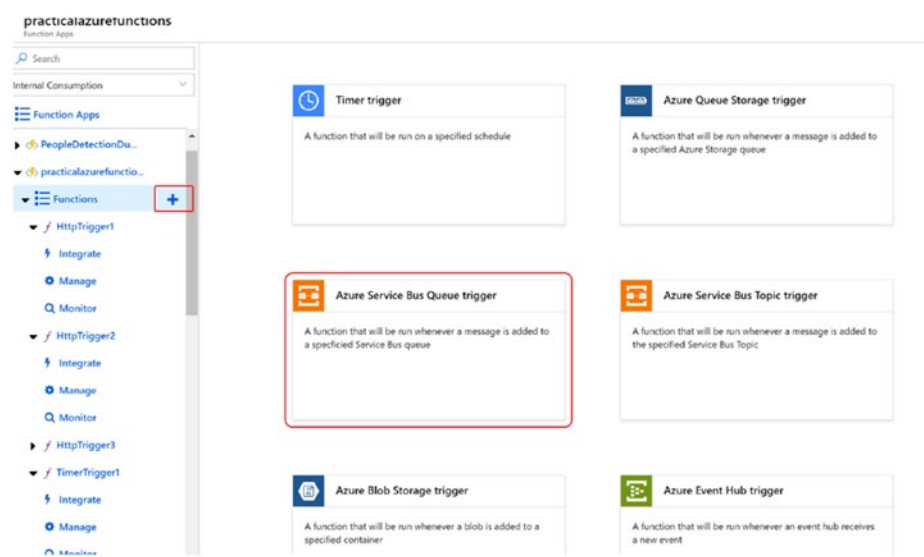 practicalazurefunctions
Function Apps
Search
Internal Consumption
Function Apps
PeopleDetectionDu...
practicalazurefunctio...
Functions
+
HttpTrigger1
Integrate
Manage
Monitor
HttpTrigger2
Integrate
Manage
Monitor
HttpTrigger3
TimerTrigger1
Integrate
Manage
Monitor
Timer trigger
A function that will be run on a specified schedule
Azure Queue Storage trigger
A function that will be run whenever a message is added to
a specified Azure Storage queue
Azure Service Bus Queue trigger
A function that will be run whenever a message is added to
a specficied Service Bus queue
Azure Service Bus Topic trigger
A function that will be run whenever a message is added to
the specified Service Bus Topic
Azure Blob Storage trigger
A function that will be run whenever a blob is added to a
specified container
Azure Event Hub trigger
A function that will be run whenever an event hub receives
a new event